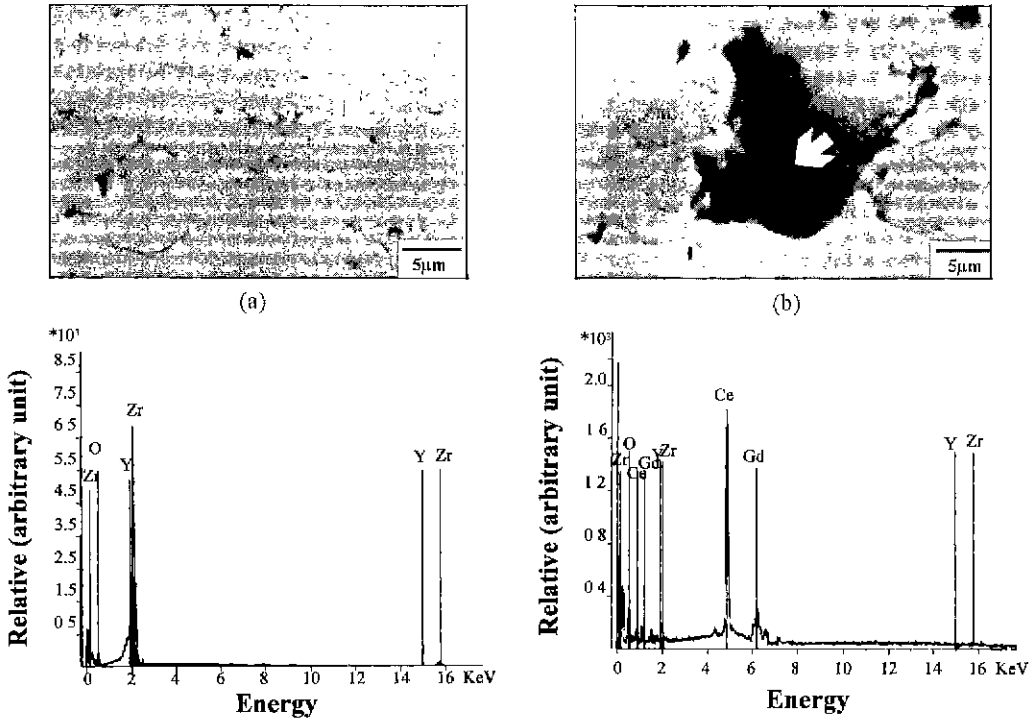 5μm
5μm
(a)
(b)
*10¹
8.5
7.5
6.5
5.5
4.5
3.5
2.5
1.5
0.5
Relative (arbitrary unit)
Zr
O
Y
Zr
Y
Zr
0 2 4 6 8 10 12 14 16 KeV
Energy
*10³
2.0
1.6
1.2
0.8
0.4
Relative (arbitrary unit)
Zr
O
Ce
Gd
Y
Zr
Ce
Gd
Y
Zr
0 2 4 6 8 10 12 14 16 KeV
Energy